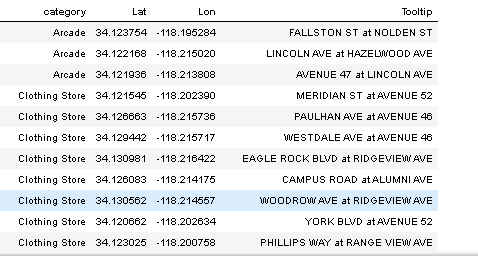 category Lat Lon Tooltip
Arcade 34.123754 -118.195284 FALLSTON ST at NOLDEN ST
Arcade 34.122168 -118.215020 LINCOLN AVE at HAZELWOOD AVE
Arcade 34.121936 -118.213808 AVENUE 47 at LINCOLN AVE
Clothing Store 34.121545 -118.202390 MERIDIAN ST at AVENUE 52
Clothing Store 34.126663 -118.215736 PAULHAN AVE at AVENUE 46
Clothing Store 34.129442 -118.215717 WESTDALE AVE at AVENUE 46
Clothing Store 34.130981 -118.216422 EAGLE ROCK BLVD at RIDGEVIEW AVE
Clothing Store 34.126083 -118.214175 CAMPUS ROAD at ALUMNI AVE
Clothing Store 34.130562 -118.214557 WOODROW AVE at RIDGEVIEW AVE
Clothing Store 34.120662 -118.202634 YORK BLVD at AVENUE 52
Clothing Store 34.123025 -118.200758 PHILLIPS WAY at RANGE VIEW AVE